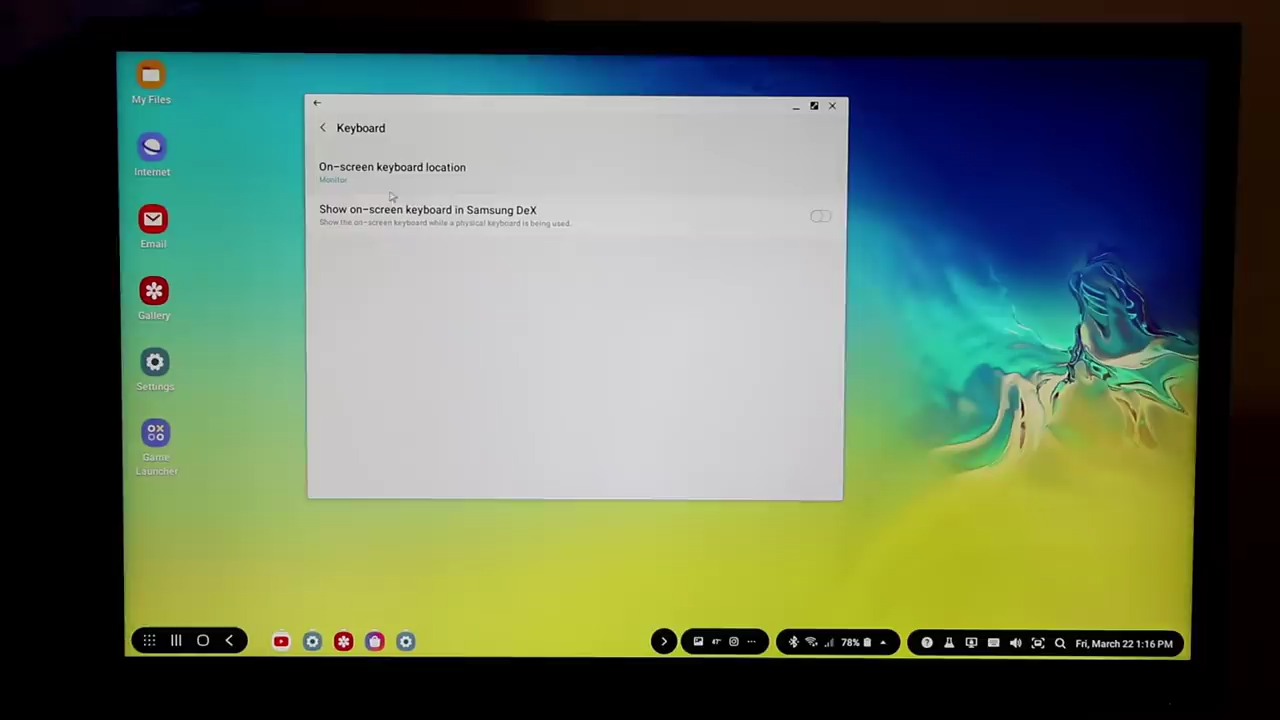 My Files
Internet
Email
Gallery
Settings
Game
Launcher
Keyboard
On-screen keyboard location
Monitor
Show on-screen keyboard in Samsung DeX
Show the on-screen keyboard while a physical keyboard is being used.
47°
78%
Fri, March 22 1:16 PM